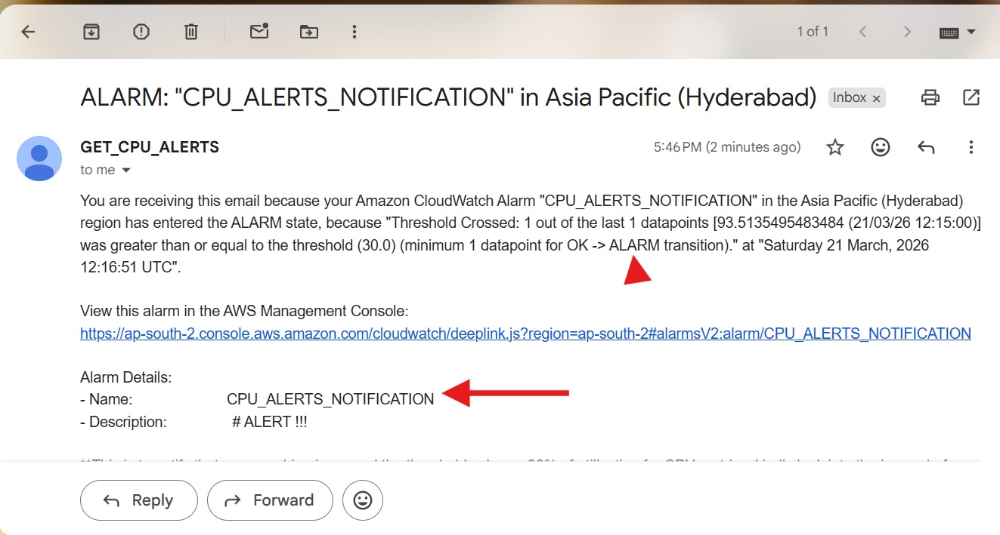 1 of 1
ALARM: "CPU_ALERTS_NOTIFICATION" in Asia Pacific (Hyderabad) Inbox ×
GET_CPU_ALERTS 5:46 PM (2 minutes ago)
to me
You are receiving this email because your Amazon CloudWatch Alarm "CPU_ALERTS_NOTIFICATION" in the Asia Pacific (Hyderabad)
region has entered the ALARM state, because "Threshold Crossed: 1 out of the last 1 datapoints [93.5135495483484 (21/03/26 12:15:00)]
was greater than or equal to the threshold (30.0) (minimum 1 datapoint for OK -> ALARM transition)." at "Saturday 21 March, 2026
12:16:51 UTC".
View this alarm in the AWS Management Console:
https://ap-south-2.console.aws.amazon.com/cloudwatch/deeplink.js?region=ap-south-2#alarmsV2:alarm/CPU_ALERTS_NOTIFICATION
Alarm Details:
- Name: CPU_ALERTS_NOTIFICATION
- Description: # ALERT !!!
Reply Forward